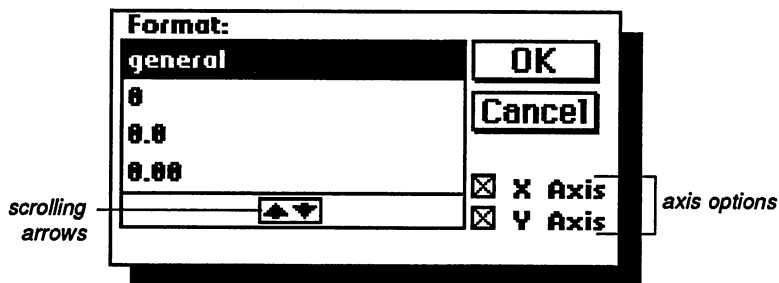 Format:
general
0
0.0
0.00
OK
Cancel
X Axis
Y Axis
scrolling
arrows
axis options